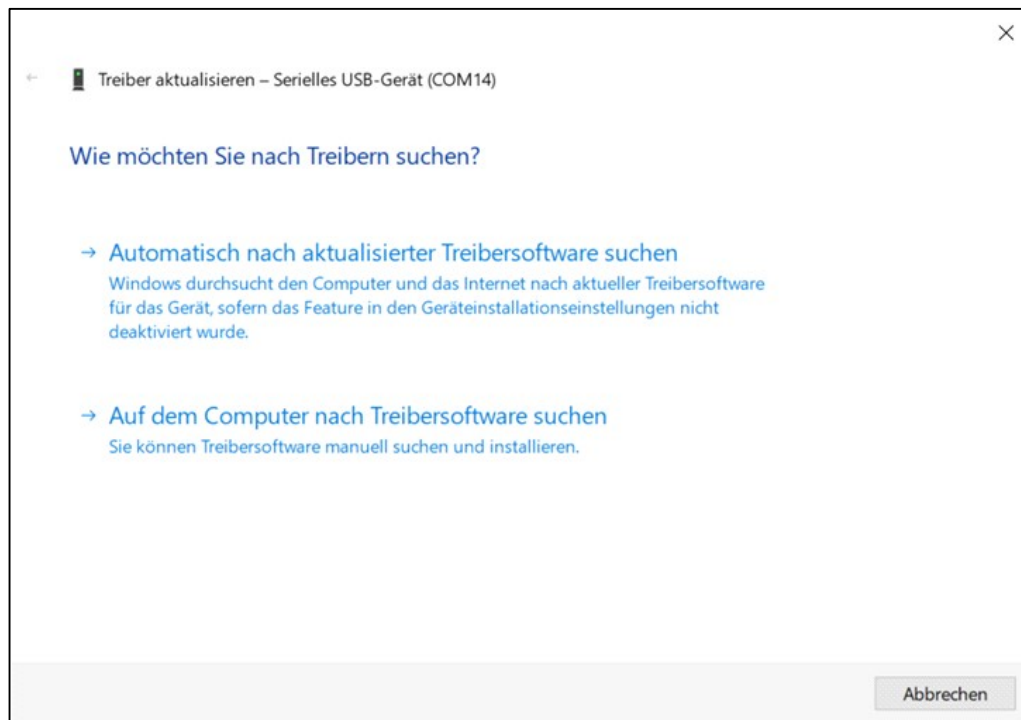 Treiber aktualisieren – Serielles USB-Gerät (COM14)
Wie möchten Sie nach Treibern suchen?
Automatisch nach aktualisierter Treibersoftware suchen
Windows durchsucht den Computer und das Internet nach aktueller Treibersoftware
für das Gerät, sofern das Feature in den Geräteinstallationseinstellungen nicht
deaktiviert wurde.
Auf dem Computer nach Treibersoftware suchen
Sie können Treibersoftware manuell suchen und installieren.
Abbrechen